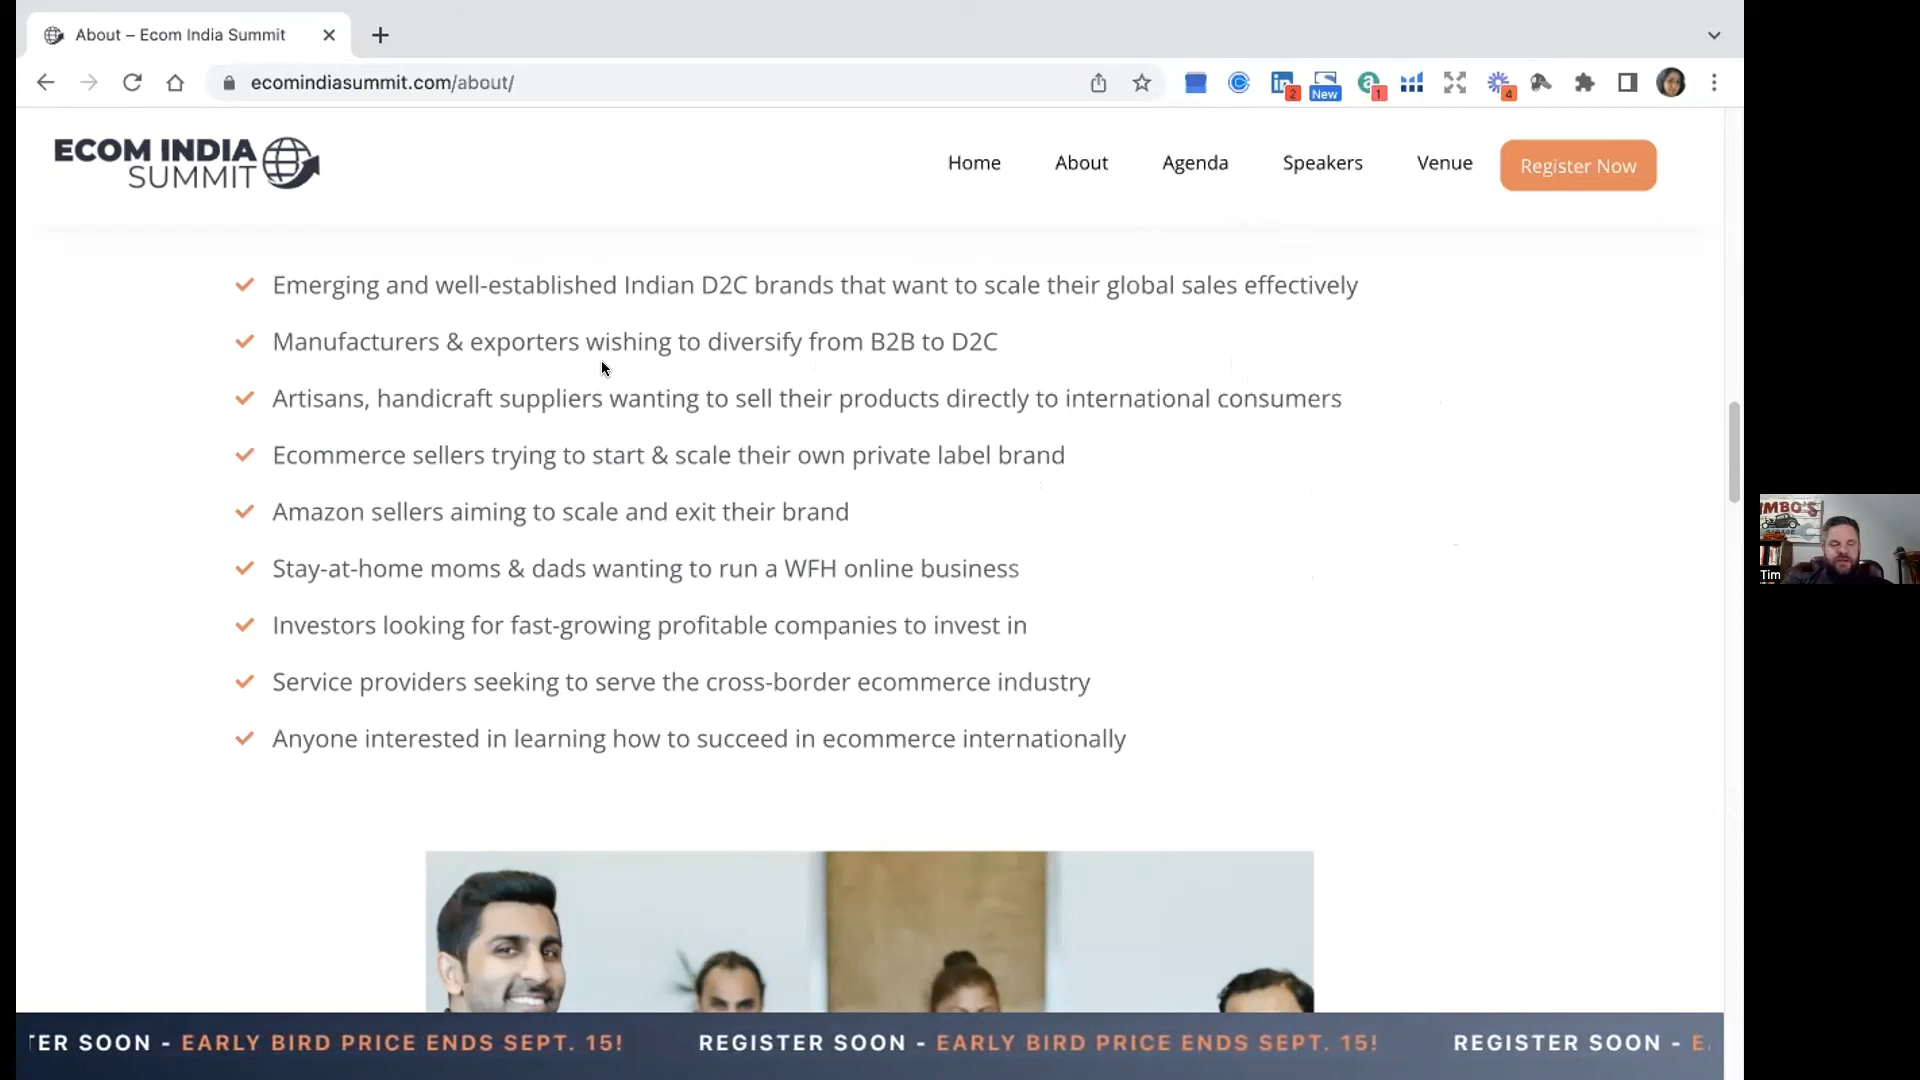 About – Ecom India Summit
ecomindiasummit.com/about/
2
New
1
4
ECOM INDIA
SUMMIT
Home
About
Agenda
Speakers
Venue
Register Now
Emerging and well-established Indian D2C brands that want to scale their global sales effectively
Manufacturers & exporters wishing to diversify from B2B to D2C
Artisans, handicraft suppliers wanting to sell their products directly to international consumers
Ecommerce sellers trying to start & scale their own private label brand
Amazon sellers aiming to scale and exit their brand
Stay-at-home moms & dads wanting to run a WFH online business
Investors looking for fast-growing profitable companies to invest in
Service providers seeking to serve the cross-border ecommerce industry
Anyone interested in learning how to succeed in ecommerce internationally
TER SOON - EARLY BIRD PRICE ENDS SEPT. 15! REGISTER SOON - EARLY BIRD PRICE ENDS SEPT. 15! REGISTER SOON - E
MBO'S
Tim